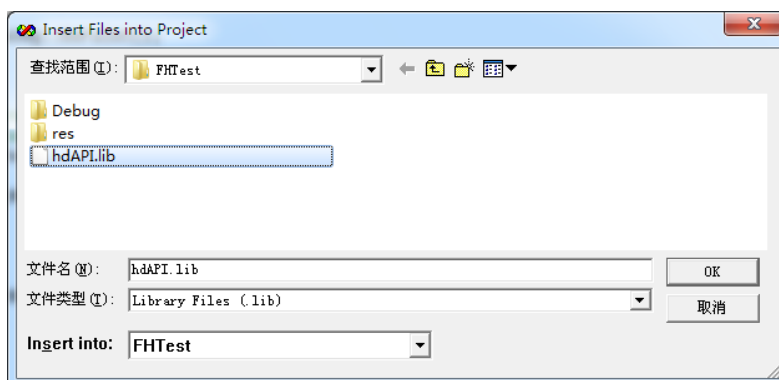 Insert Files into Project
查找范围(I): FHTest
Debug
res
hdAPI.lib
文件名(N): hdAPI.lib OK
文件类型(T): Library Files (.lib) 取消
Insert into: FHTest